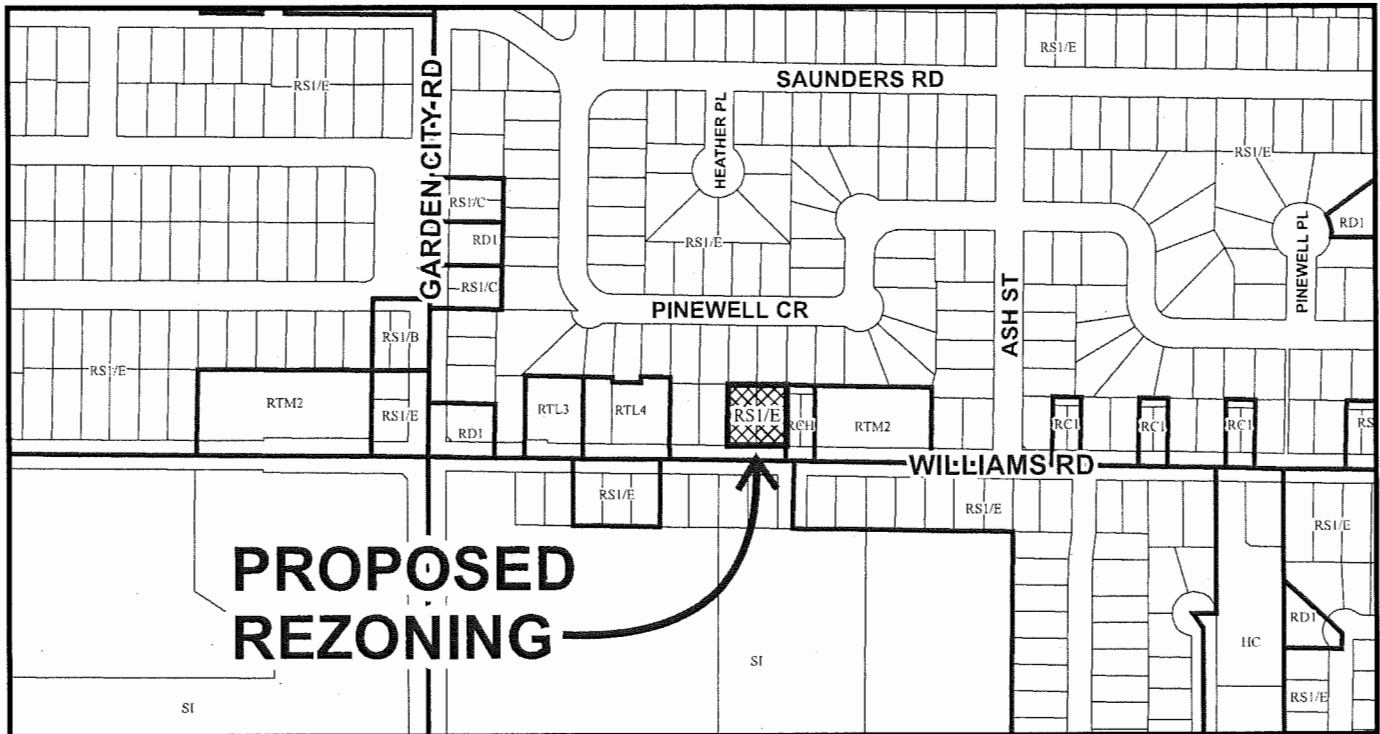 RS1/E
SAUNDERS RD
RS1/E
GARDEN CITY RD
HEATHER PL
RS1/E
RS1/C
RD1
RS1/C
RS1/E
RD1
PINEWELL PL
PINEWELL CR
ASH ST
RS1/B
RS1/E
RTM2
RS1/E
RD1
RTL3
RTL4
RS1/E
RCH
RTM2
RC1
RC1
RC1
RS
WILLIAMS RD
RS1/E
RS1/E
RS1/E
PROPOSED
REZONING
SI
SI
HC
RD1
RS1/E